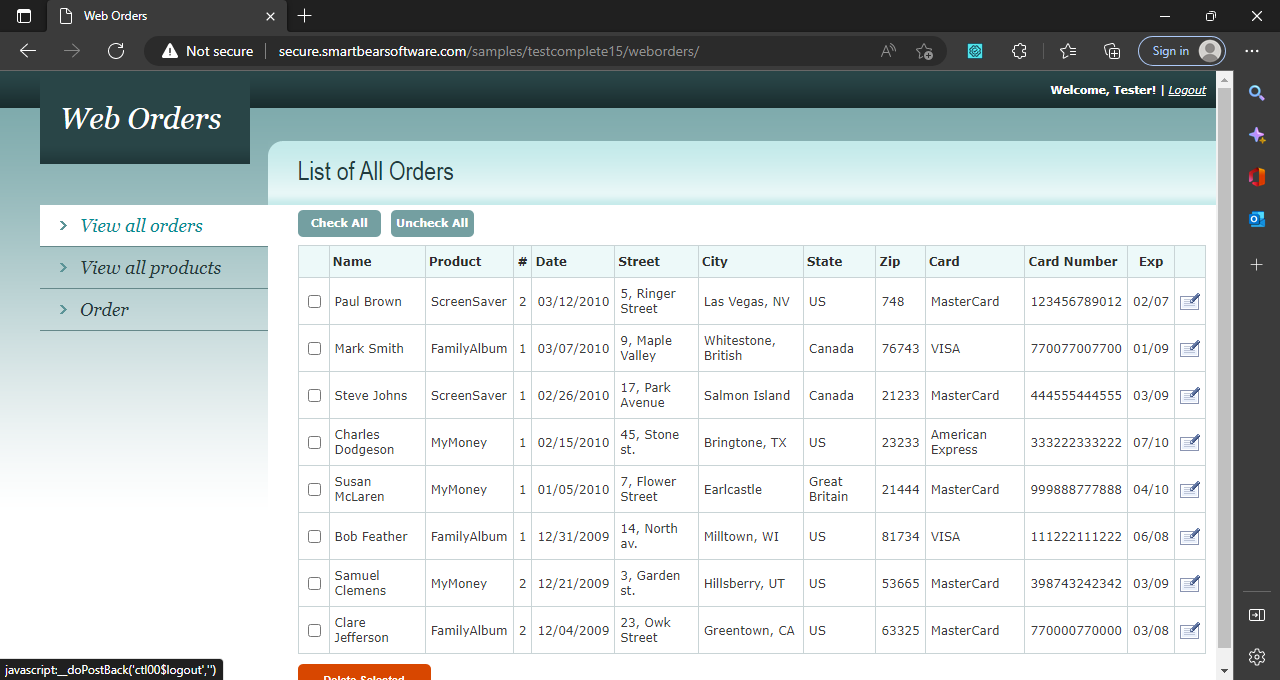 Web Orders
Not secure secure.smartbearsoftware.com/samples/testcomplete15/weborders/ Sign in
Welcome, Tester! | Logout
Web Orders
List of All Orders
View all orders
View all products
Order
Check All Uncheck All
Name Product # Date Street City State Zip Card Card Number Exp
Paul Brown ScreenSaver 2 03/12/2010 5, Ringer Street Las Vegas, NV US 748 MasterCard 123456789012 02/07
Mark Smith FamilyAlbum 1 03/07/2010 9, Maple Valley Whitestone, British Canada 76743 VISA 770077007700 01/09
Steve Johns ScreenSaver 1 02/26/2010 17, Park Avenue Salmon Island Canada 21233 MasterCard 444555444555 03/09
Charles Dodgeson MyMoney 1 02/15/2010 45, Stone st. Bringtone, TX US 23233 American Express 333222333222 07/10
Susan McLaren MyMoney 1 01/05/2010 7, Flower Street Earlcastle Great Britain 21444 MasterCard 999888777888 04/10
Bob Feather FamilyAlbum 1 12/31/2009 14, North av. Milltown, WI US 81734 VISA 111222111222 06/08
Samuel Clemens MyMoney 2 12/21/2009 3, Garden st. Hillsberry, UT US 53665 MasterCard 398743242342 03/09
Clare Jefferson FamilyAlbum 2 12/04/2009 23, Owk Street Greentown, CA US 63325 MasterCard 770000770000 03/08
Delete Selected
javascript:__doPostBack('ctl00$logout','')